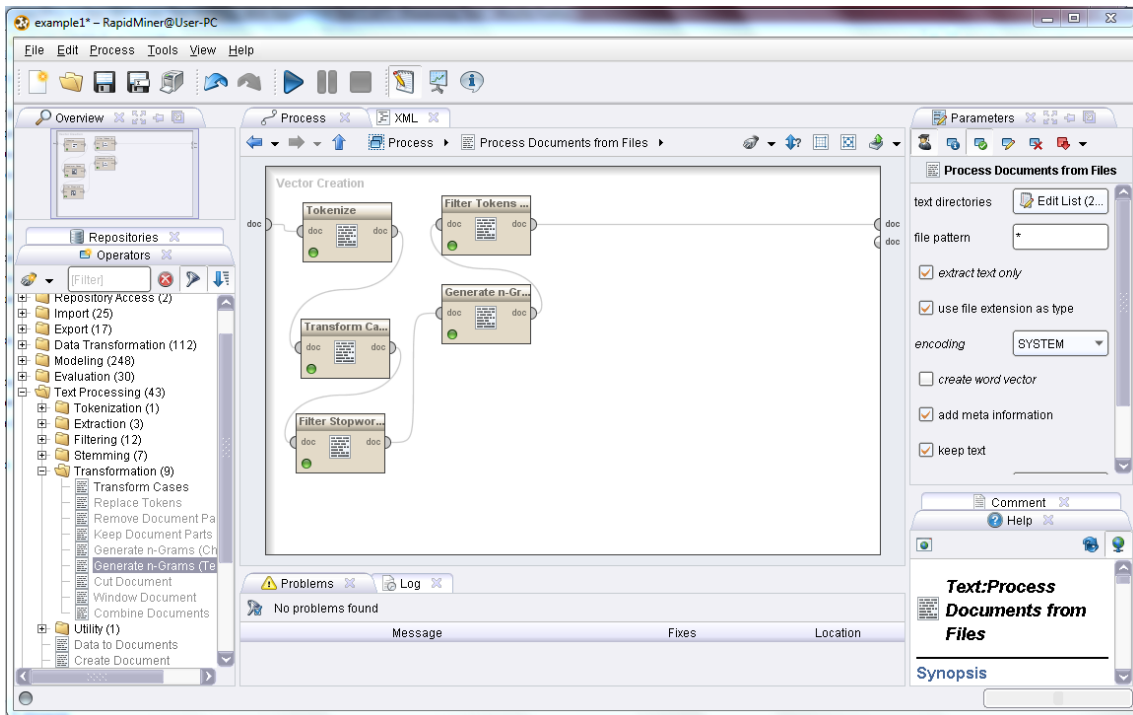 example1* – RapidMiner@User-PC
File Edit Process Tools View Help
Overview
Process
XML
Parameters
Process
Process Documents from Files
Process Documents from Files
Vector Creation
Tokenize
doc doc
Filter Tokens ...
doc doc
doc
doc
doc
Generate n-Gr...
doc doc
Transform Ca...
doc doc
Filter Stopwor...
doc doc
text directories Edit List (2...
file pattern *
extract text only
use file extension as type
encoding SYSTEM
create word vector
add meta information
keep text
Repositories
Operators
[Filter]
Repository Access (2)
Import (25)
Export (17)
Data Transformation (112)
Modeling (248)
Evaluation (30)
Text Processing (43)
Tokenization (1)
Extraction (3)
Filtering (12)
Stemming (7)
Transformation (9)
Transform Cases
Replace Tokens
Remove Document Pa
Keep Document Parts
Generate n-Grams (Ch
Generate n-Grams (Te
Cut Document
Window Document
Combine Documents
Utility (1)
Data to Documents
Create Document
Problems
Log
No problems found
Message Fixes Location
Comment
Help
Text:Process
Documents from
Files
Synopsis